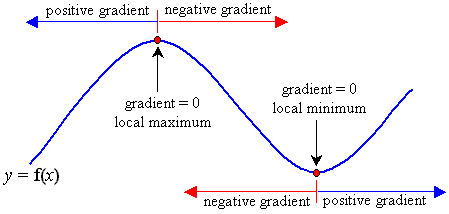 positive gradient negative gradient
gradient = 0
local maximum
gradient = 0
local minimum
y = f(x)
negative gradient positive gradient